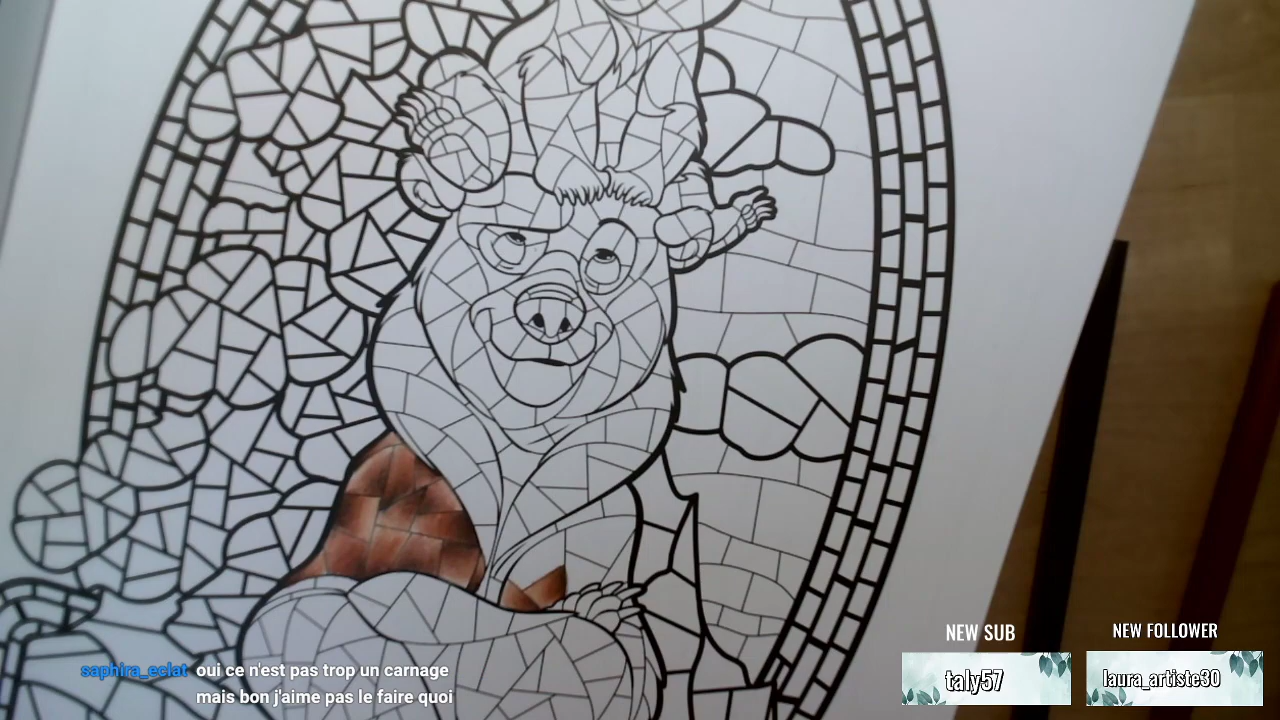 NEW SUB
NEW FOLLOWER
saphira_eclat oui ce n'est pas trop un carnage
mais bon j'aime pas le faire quoi
taly57
laura_artiste30